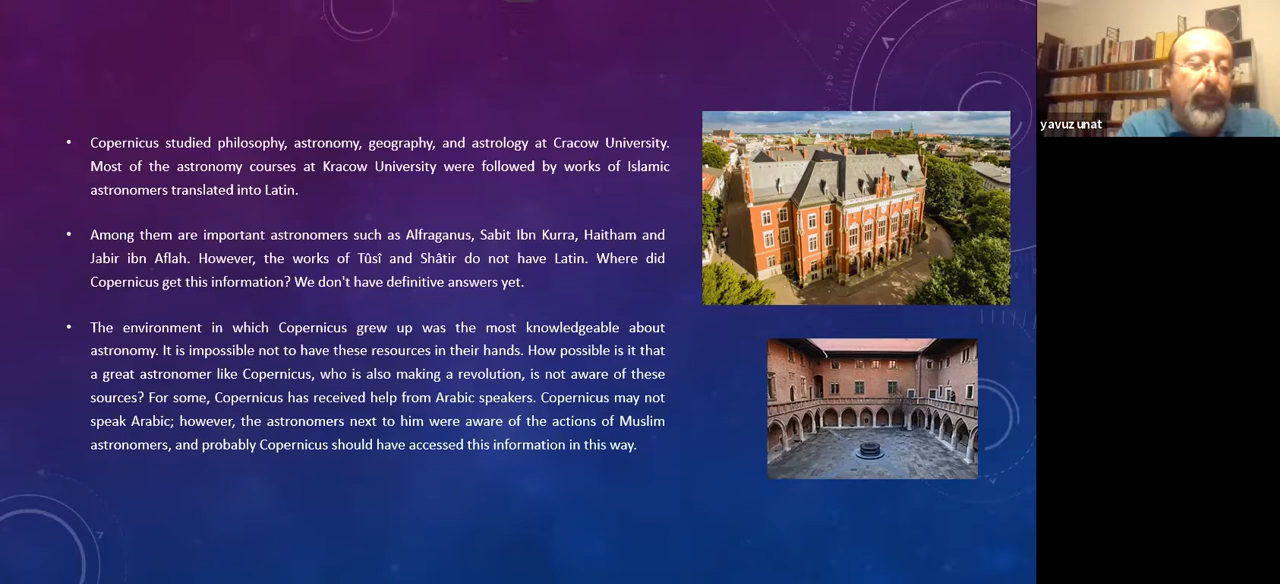 • Copernicus studied philosophy, astronomy, geography, and astrology at Cracow University.
Most of the astronomy courses at Kracow University were followed by works of Islamic
astronomers translated into Latin.
• Among them are important astronomers such as Alfraganus, Sabit Ibn Kurra, Haitham and
Jabir ibn Aflah. However, the works of Tûsî and Shâtir do not have Latin. Where did
Copernicus get this information? We don't have definitive answers yet.
• The environment in which Copernicus grew up was the most knowledgeable about
astronomy. It is impossible not to have these resources in their hands. How possible is it that
a great astronomer like Copernicus, who is also making a revolution, is not aware of these
sources? For some, Copernicus has received help from Arabic speakers. Copernicus may not
speak Arabic; however, the astronomers next to him were aware of the actions of Muslim
astronomers, and probably Copernicus should have accessed this information in this way.
yavuz unat